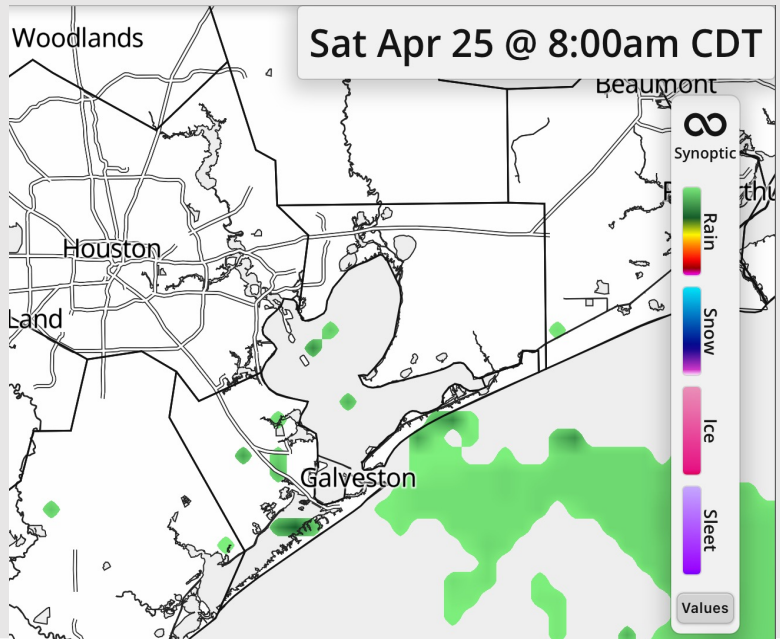 Woodlands
Sat Apr 25 @ 8:00am CDT
Beaumont
Synoptic
Rain
Houston
Land
Snow
Ice
Galveston
Sleet
Values